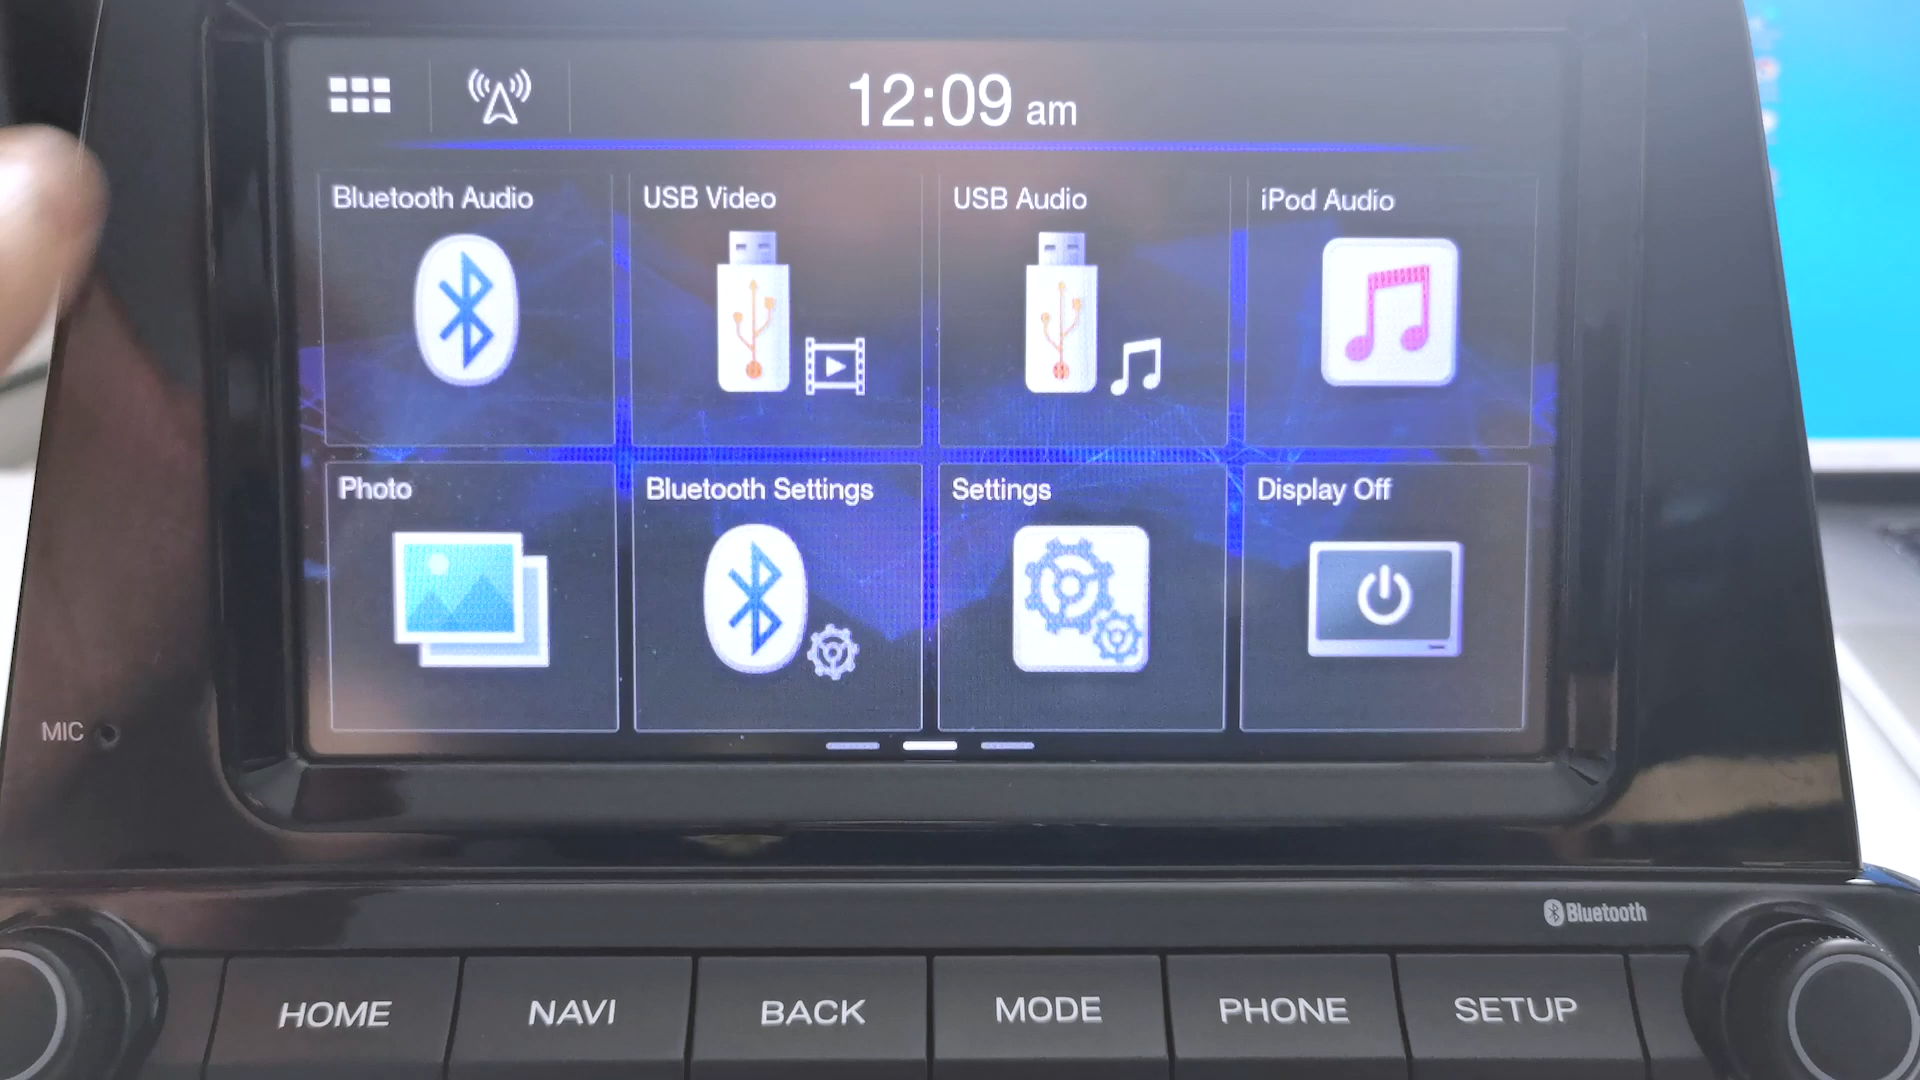 12:09 am
Bluetooth Audio
USB Video
USB Audio
iPod Audio
Photo
Bluetooth Settings
Settings
Display Off
MIC
Bluetooth
HOME
NAVI
BACK
MODE
PHONE
SETUP